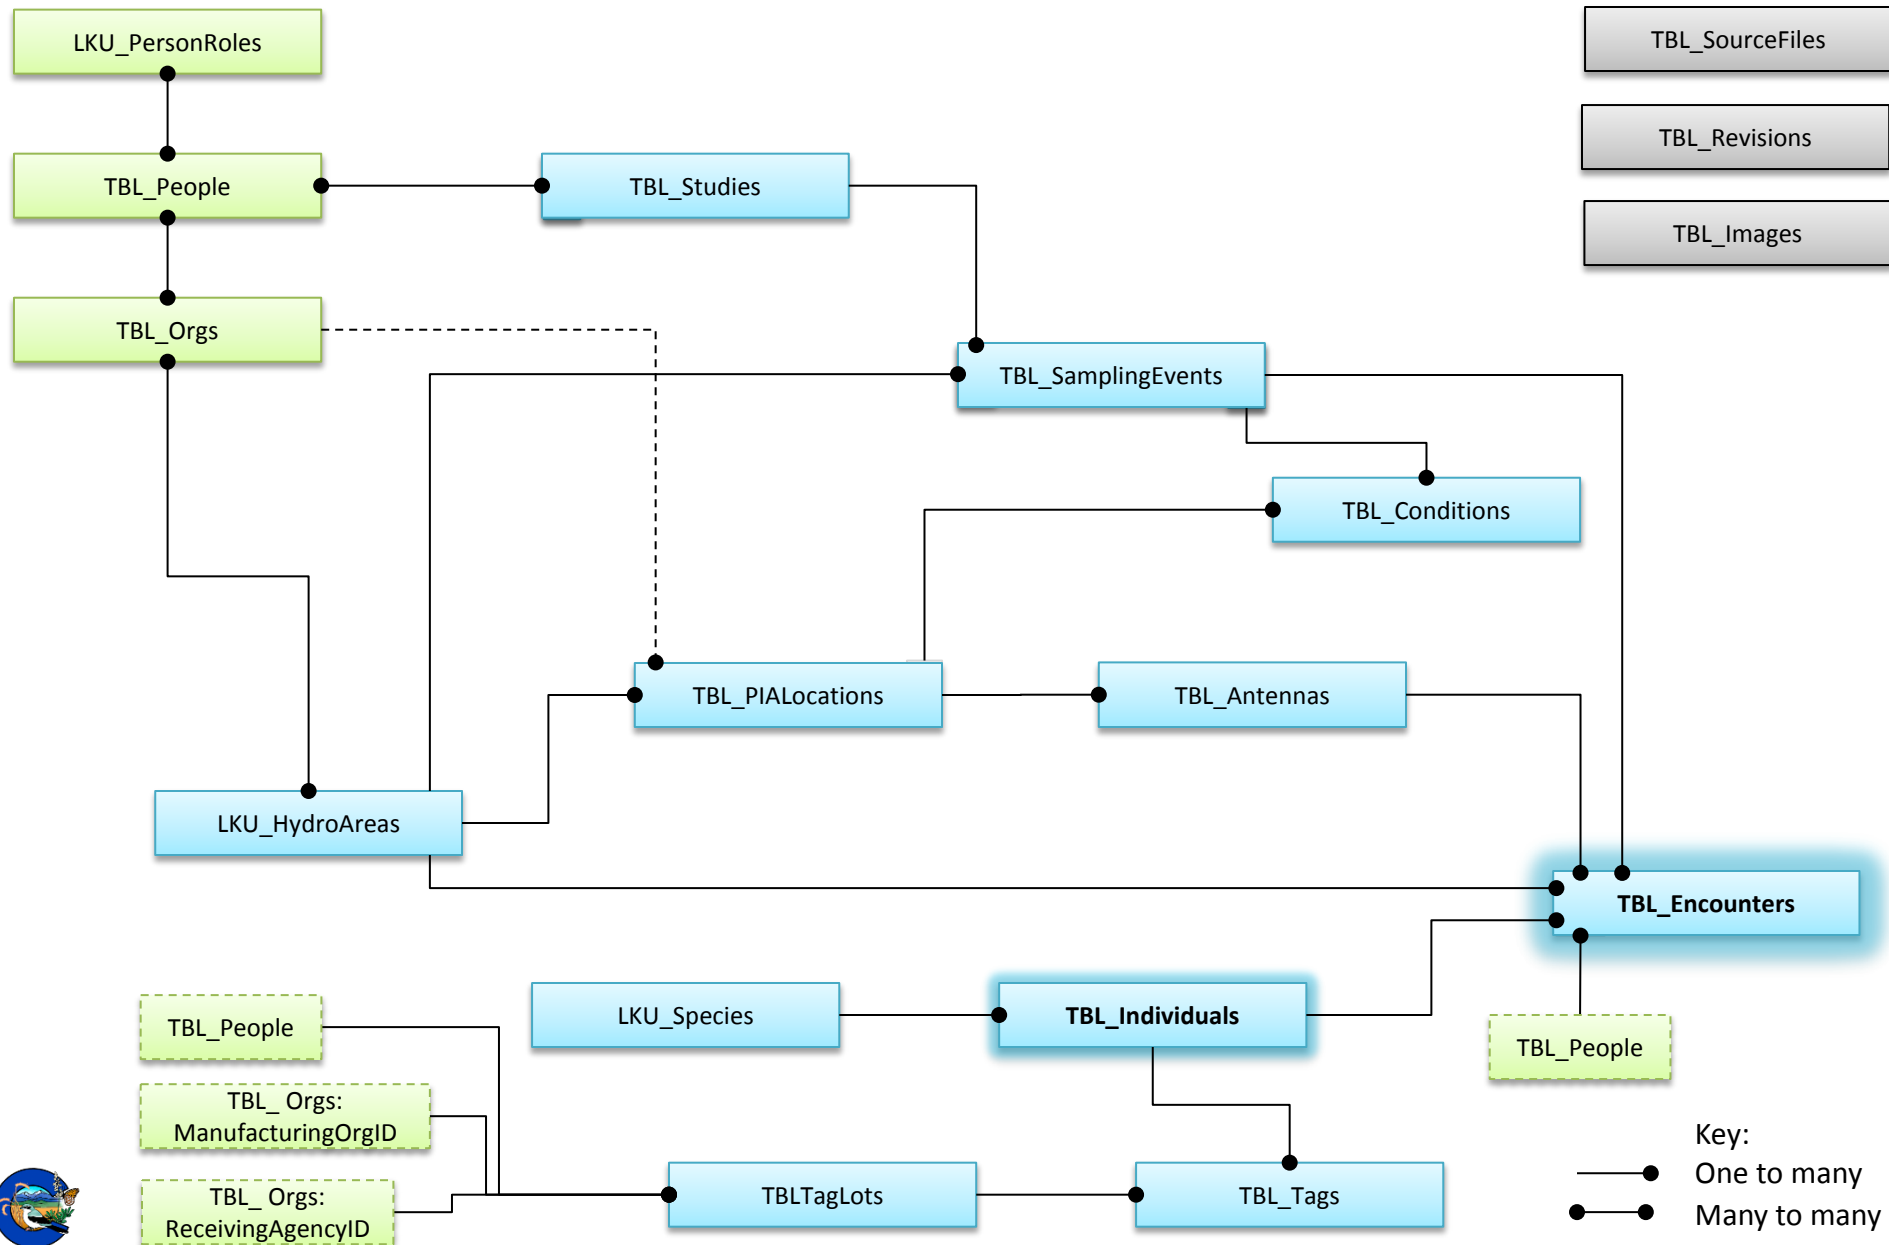 LKU_PersonRoles
TBL_SourceFiles
TBL_Revisions
TBL_People
TBL_Studies
TBL_Images
TBL_Orgs
TBL_SamplingEvents
TBL_Conditions
TBL_PIALocations
TBL_Antennas
LKU_HydroAreas
TBL_Encounters
LKU_Species
TBL_Individuals
TBL_People
TBL_People
TBL_ Orgs:
ManufacturingOrgID
TBL_ Orgs:
ReceivingAgencyID
TBLTagLots
TBL_Tags
Key:
One to many
Many to many